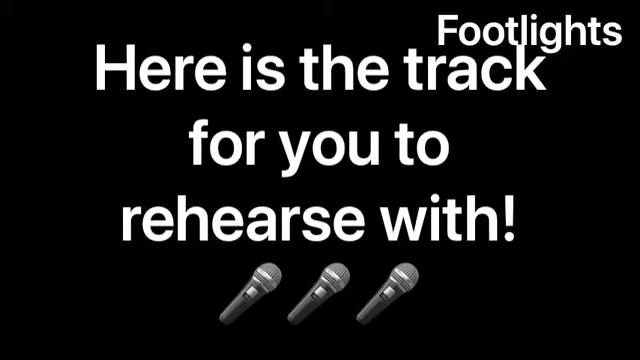 Footlights
Here is the track
for you to
rehearse with!